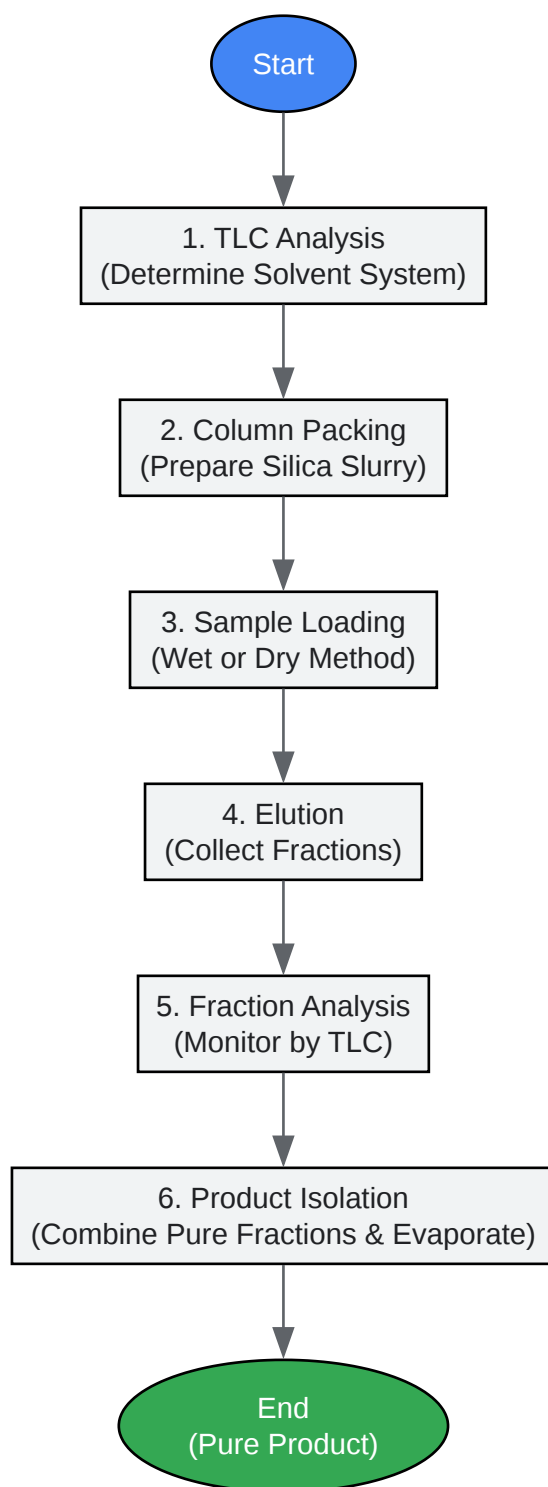 Start
1. TLC Analysis
(Determine Solvent System)
2. Column Packing
(Prepare Silica Slurry)
3. Sample Loading
(Wet or Dry Method)
4. Elution
(Collect Fractions)
5. Fraction Analysis
(Monitor by TLC)
6. Product Isolation
(Combine Pure Fractions & Evaporate)
End
(Pure Product)